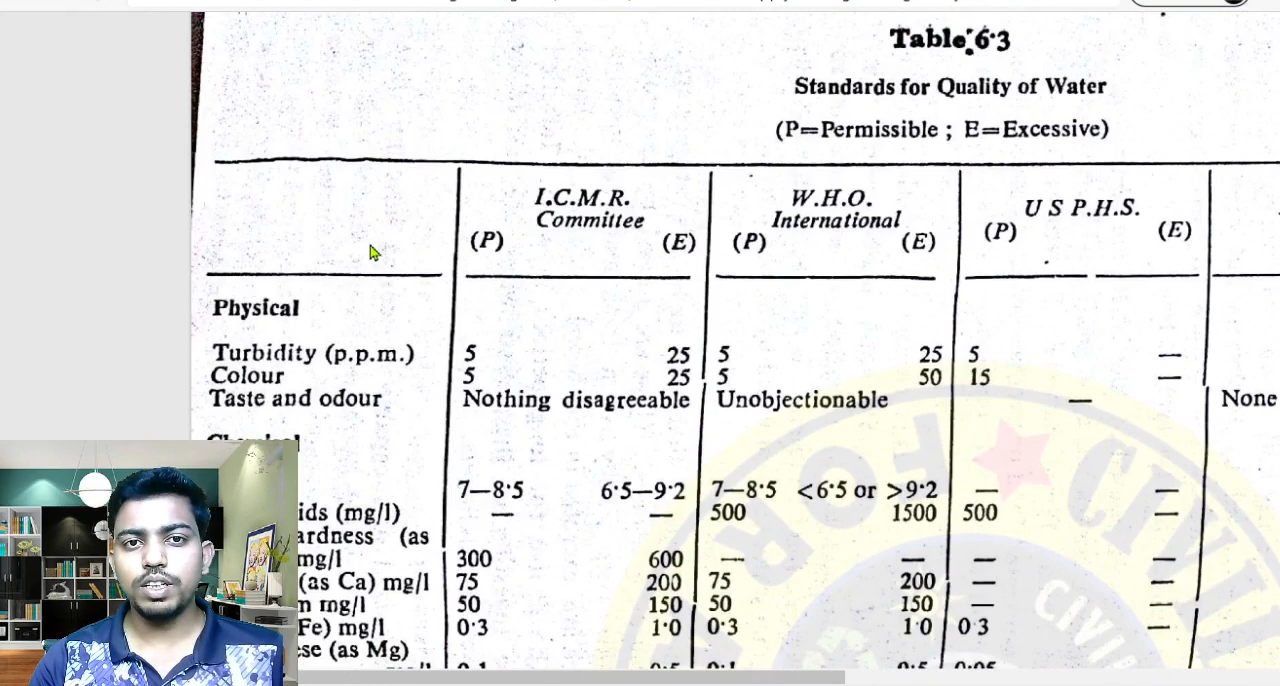 Table 6·3
Standards for Quality of Water
(P=Permissible ; E=Excessive)
I.C.M.R. W.H.O. U S P.H.S.
Committee International
(P) (E) (P) (E) (P) (E)
Physical
Turbidity (p.p.m.) 5 25 5 25 5 —
Colour 5 25 5 50 15 —
Taste and odour Nothing disagreeable Unobjectionable — None
7—8·5 6·5—9·2 7—8·5 <6·5 or >9·2 — —
ids (mg/l) — — 500 1500 500 —
ardness (as
mg/l 300 600 — — — —
(as Ca) mg/l 75 200 75 200 — —
n mg/l 50 150 50 150 — —
Fe) mg/l 0·3 1·0 0·3 1·0 0·3 —
se (as Mg)
FOR CIVIL
CIVI